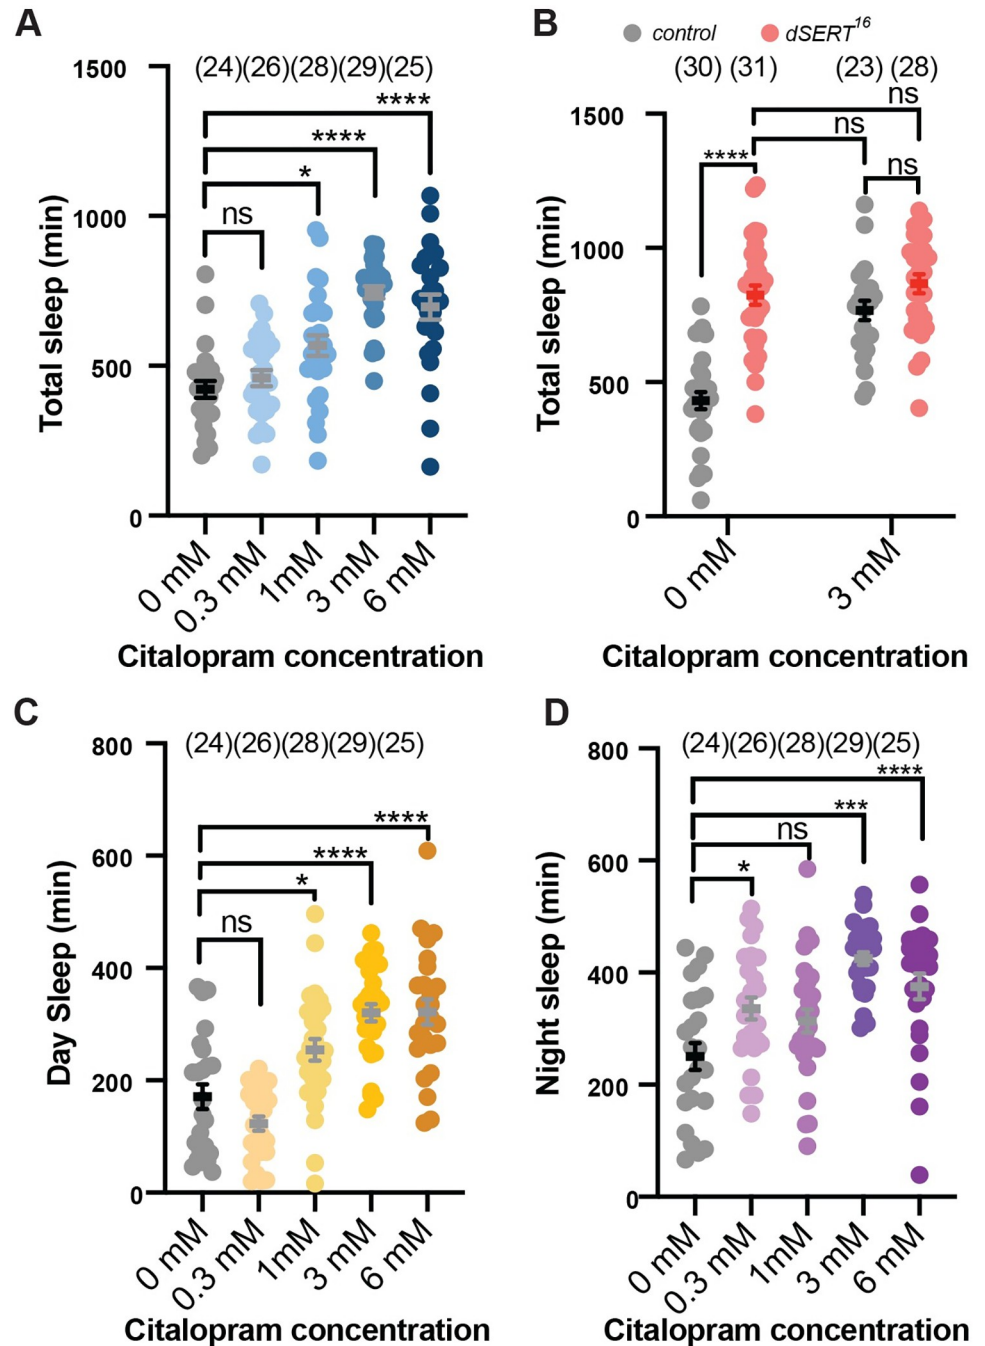 A
(24)(26)(28)(29)(25)
****
****
*
ns
1500
1000
500
0
Total sleep (min)
0 mM
0.3 mM
1mM
3 mM
6 mM
Citalopram concentration
B
control
dSERT16
(30) (31)
(23) (28)
ns
ns
****
ns
1500
1000
500
0
Total sleep (min)
0 mM
3 mM
Citalopram concentration
C
(24)(26)(28)(29)(25)
****
****
*
ns
800
600
400
200
0
Day Sleep (min)
0 mM
0.3 mM
1mM
3 mM
6 mM
Citalopram concentration
D
(24)(26)(28)(29)(25)
****
***
ns
*
800
600
400
200
0
Night sleep (min)
0 mM
0.3 mM
1mM
3 mM
6 mM
Citalopram concentration